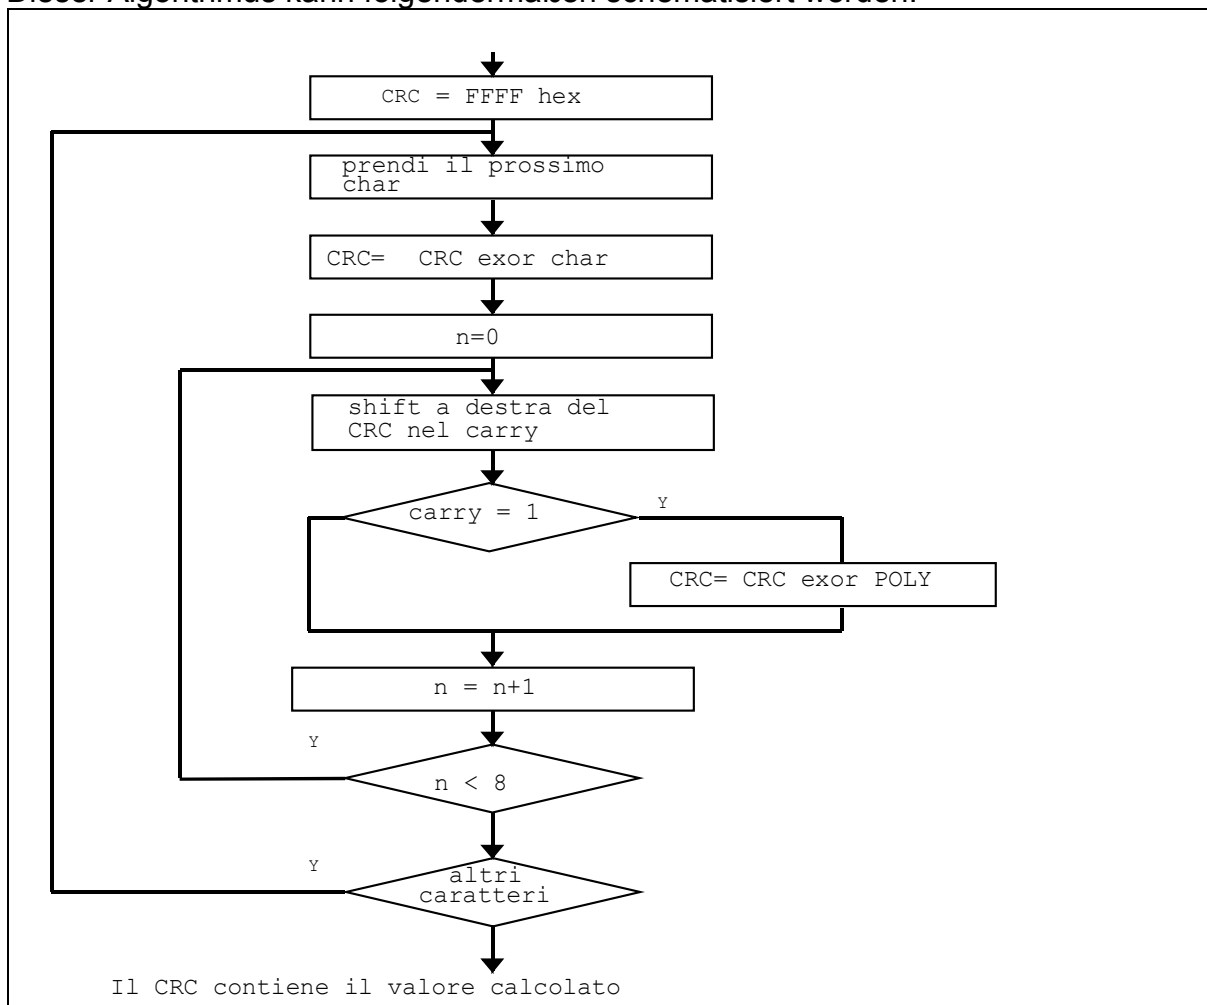 Dieser Algorithmus kann folgendermaßen schematisiert werden:
CRC = FFFF hex
prendi il prossimo
char
CRC= CRC exor char
n=0
shift a destra del
CRC nel carry
carry = 1
Y
CRC= CRC exor POLY
n = n+1
Y
n < 8
Y
altri
caratteri
Il CRC contiene il valore calcolato